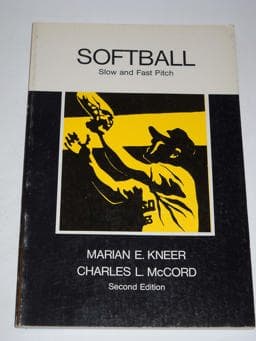 SOFTBALL
Slow and Fast Pitch
MARIAN E. KNEER
CHARLES L. McCORD
Second Edition